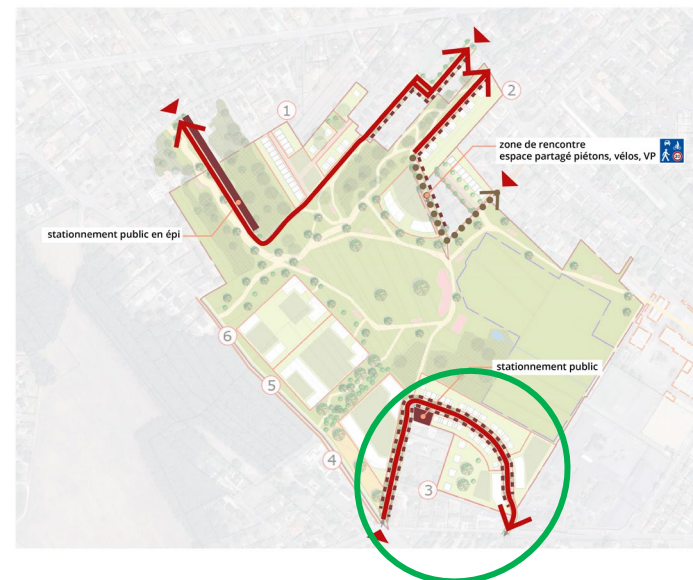 1
2
zone de rencontre
espace partagé piétons, vélos, VP
stationnement public en épi
6
5
stationnement public
4
3